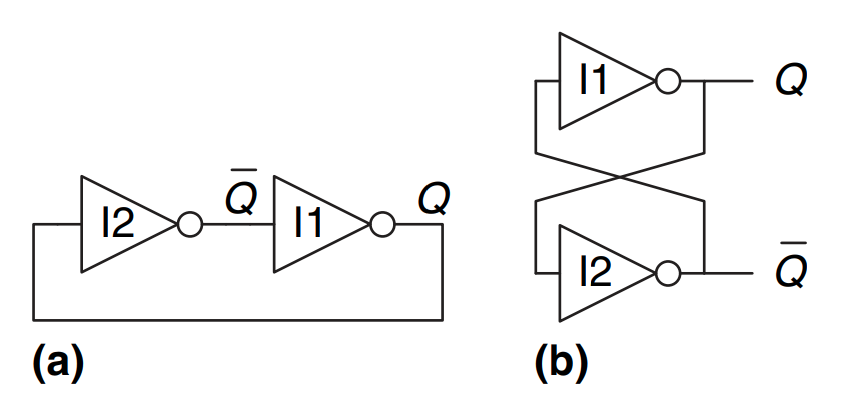 I1 Q
I2 Q̅ I1 Q
I2 Q̅
(a) (b)